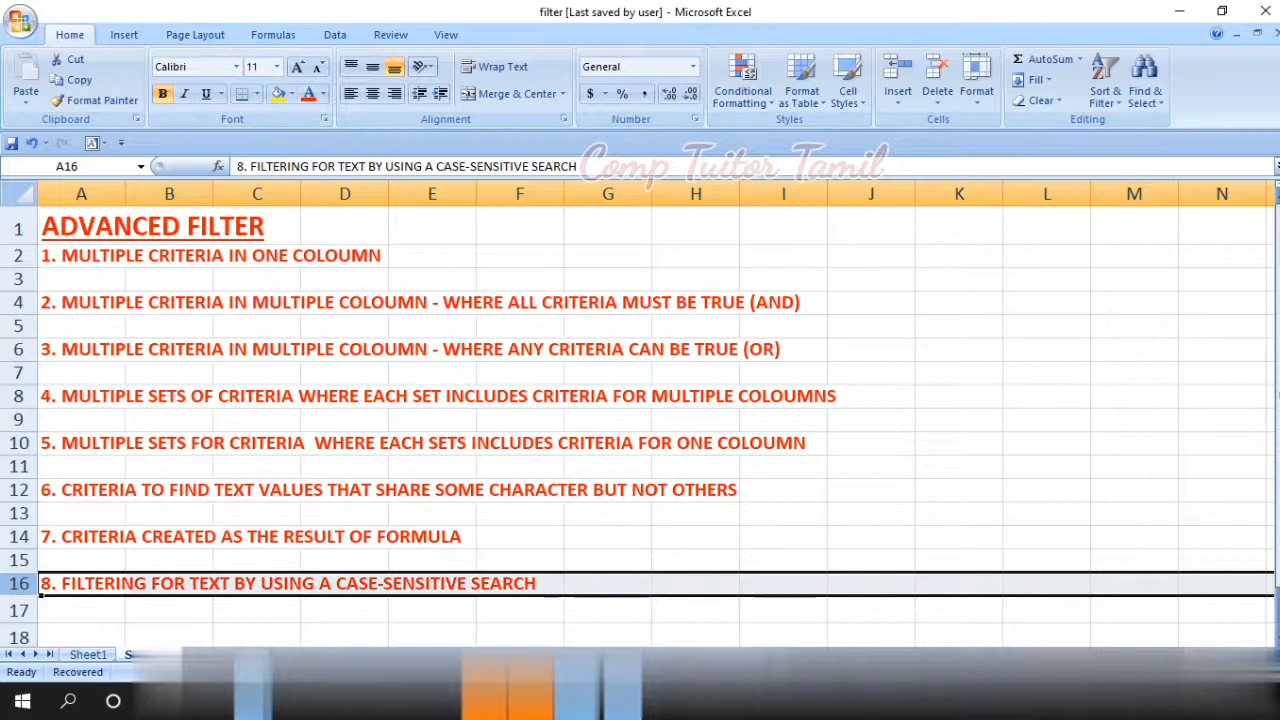 filter [Last saved by user] - Microsoft Excel
Home Insert Page Layout Formulas Data Review View
Paste Cut Copy Format Painter Clipboard
Calibri 11 A A B I U A Font
Wrap Text Merge & Center Alignment
General $ % , .0 .00 .00 .0 Number
Conditional Formatting Format as Table Cell Styles Styles
Insert Delete Format Cells
Σ AutoSum Fill Clear Sort & Filter Find & Select Editing
A16 fx 8. FILTERING FOR TEXT BY USING A CASE-SENSITIVE SEARCH
Comp Tuitor Tamil
A B C D E F G H I J K L M N
1 ADVANCED FILTER
2 1. MULTIPLE CRITERIA IN ONE COLOUMN
3
4 2. MULTIPLE CRITERIA IN MULTIPLE COLOUMN - WHERE ALL CRITERIA MUST BE TRUE (AND)
5
6 3. MULTIPLE CRITERIA IN MULTIPLE COLOUMN - WHERE ANY CRITERIA CAN BE TRUE (OR)
7
8 4. MULTIPLE SETS OF CRITERIA WHERE EACH SET INCLUDES CRITERIA FOR MULTIPLE COLOUMNS
9
10 5. MULTIPLE SETS FOR CRITERIA  WHERE EACH SETS INCLUDES CRITERIA FOR ONE COLOUMN
11
12 6. CRITERIA TO FIND TEXT VALUES THAT SHARE SOME CHARACTER BUT NOT OTHERS
13
14 7. CRITERIA CREATED AS THE RESULT OF FORMULA
15
16 8. FILTERING FOR TEXT BY USING A CASE-SENSITIVE SEARCH
17
18
Sheet1
Ready Recovered